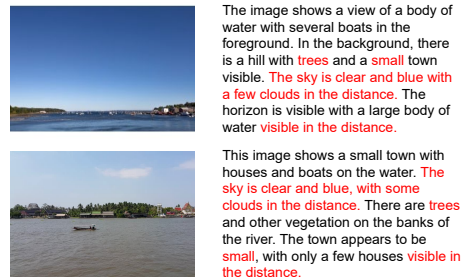 The image shows a view of a body of
water with several boats in the
foreground. In the background, there
is a hill with trees and a small town
visible. The sky is clear and blue with
a few clouds in the distance. The
horizon is visible with a large body of
water visible in the distance.
This image shows a small town with
houses and boats on the water. The
sky is clear and blue, with some
clouds in the distance. There are trees
and other vegetation on the banks of
the river. The town appears to be
small, with only a few houses visible in
the distance.